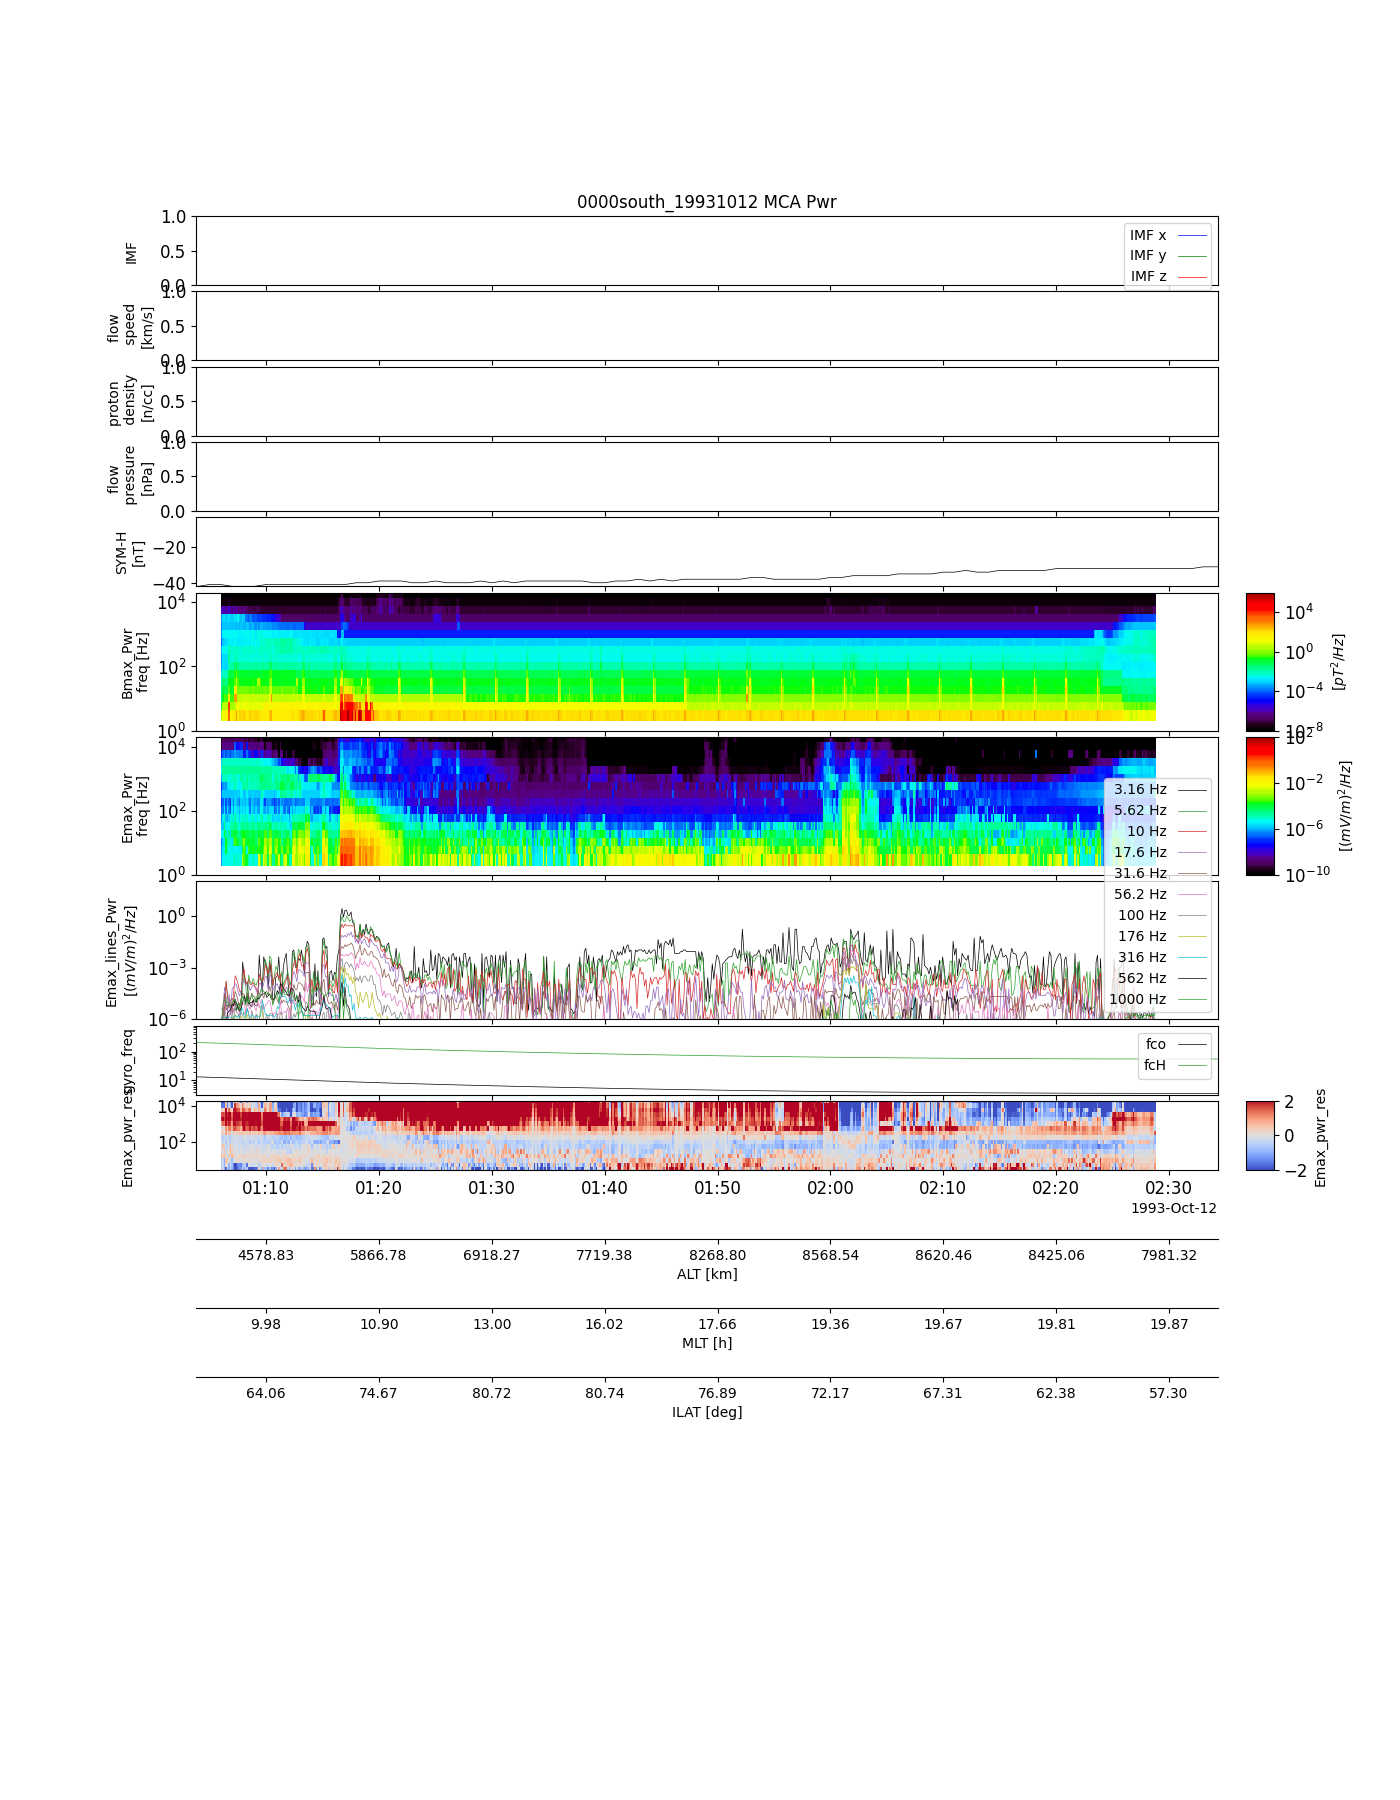 0000south_19931012 MCA Pwr
1.0
0.5
0.0
IMF
IMF x
IMF y
IMF z
1.0
0.5
0.0
flow
speed
[km/s]
1.0
0.5
0.0
proton
density
[n/cc]
1.0
0.5
0.0
flow
pressure
[nPa]
−20
−40
SYM-H
[nT]
10^4
10^2
10^0
Bmax_Pwr
freq [Hz]
10^4
10^0
10^−4
10^−8
[pT^2/Hz]
10^4
10^2
10^0
Emax_Pwr
freq [Hz]
10^2
10^−2
10^−6
10^−10
[(mV/m)^2/Hz]
3.16 Hz
5.62 Hz
10 Hz
17.6 Hz
31.6 Hz
56.2 Hz
100 Hz
176 Hz
316 Hz
562 Hz
1000 Hz
10^0
10^−3
10^−6
Emax_lines_Pwr
[(mV/m)^2/Hz]
10^2
10^1
gyro_freq
fco
fcH
10^4
10^2
Emax_pwr_res
2
0
−2
Emax_pwr_res
01:10 01:20 01:30 01:40 01:50 02:00 02:10 02:20 02:30
1993-Oct-12
4578.83 5866.78 6918.27 7719.38 8268.80 8568.54 8620.46 8425.06 7981.32
ALT [km]
9.98 10.90 13.00 16.02 17.66 19.36 19.67 19.81 19.87
MLT [h]
64.06 74.67 80.72 80.74 76.89 72.17 67.31 62.38 57.30
ILAT [deg]